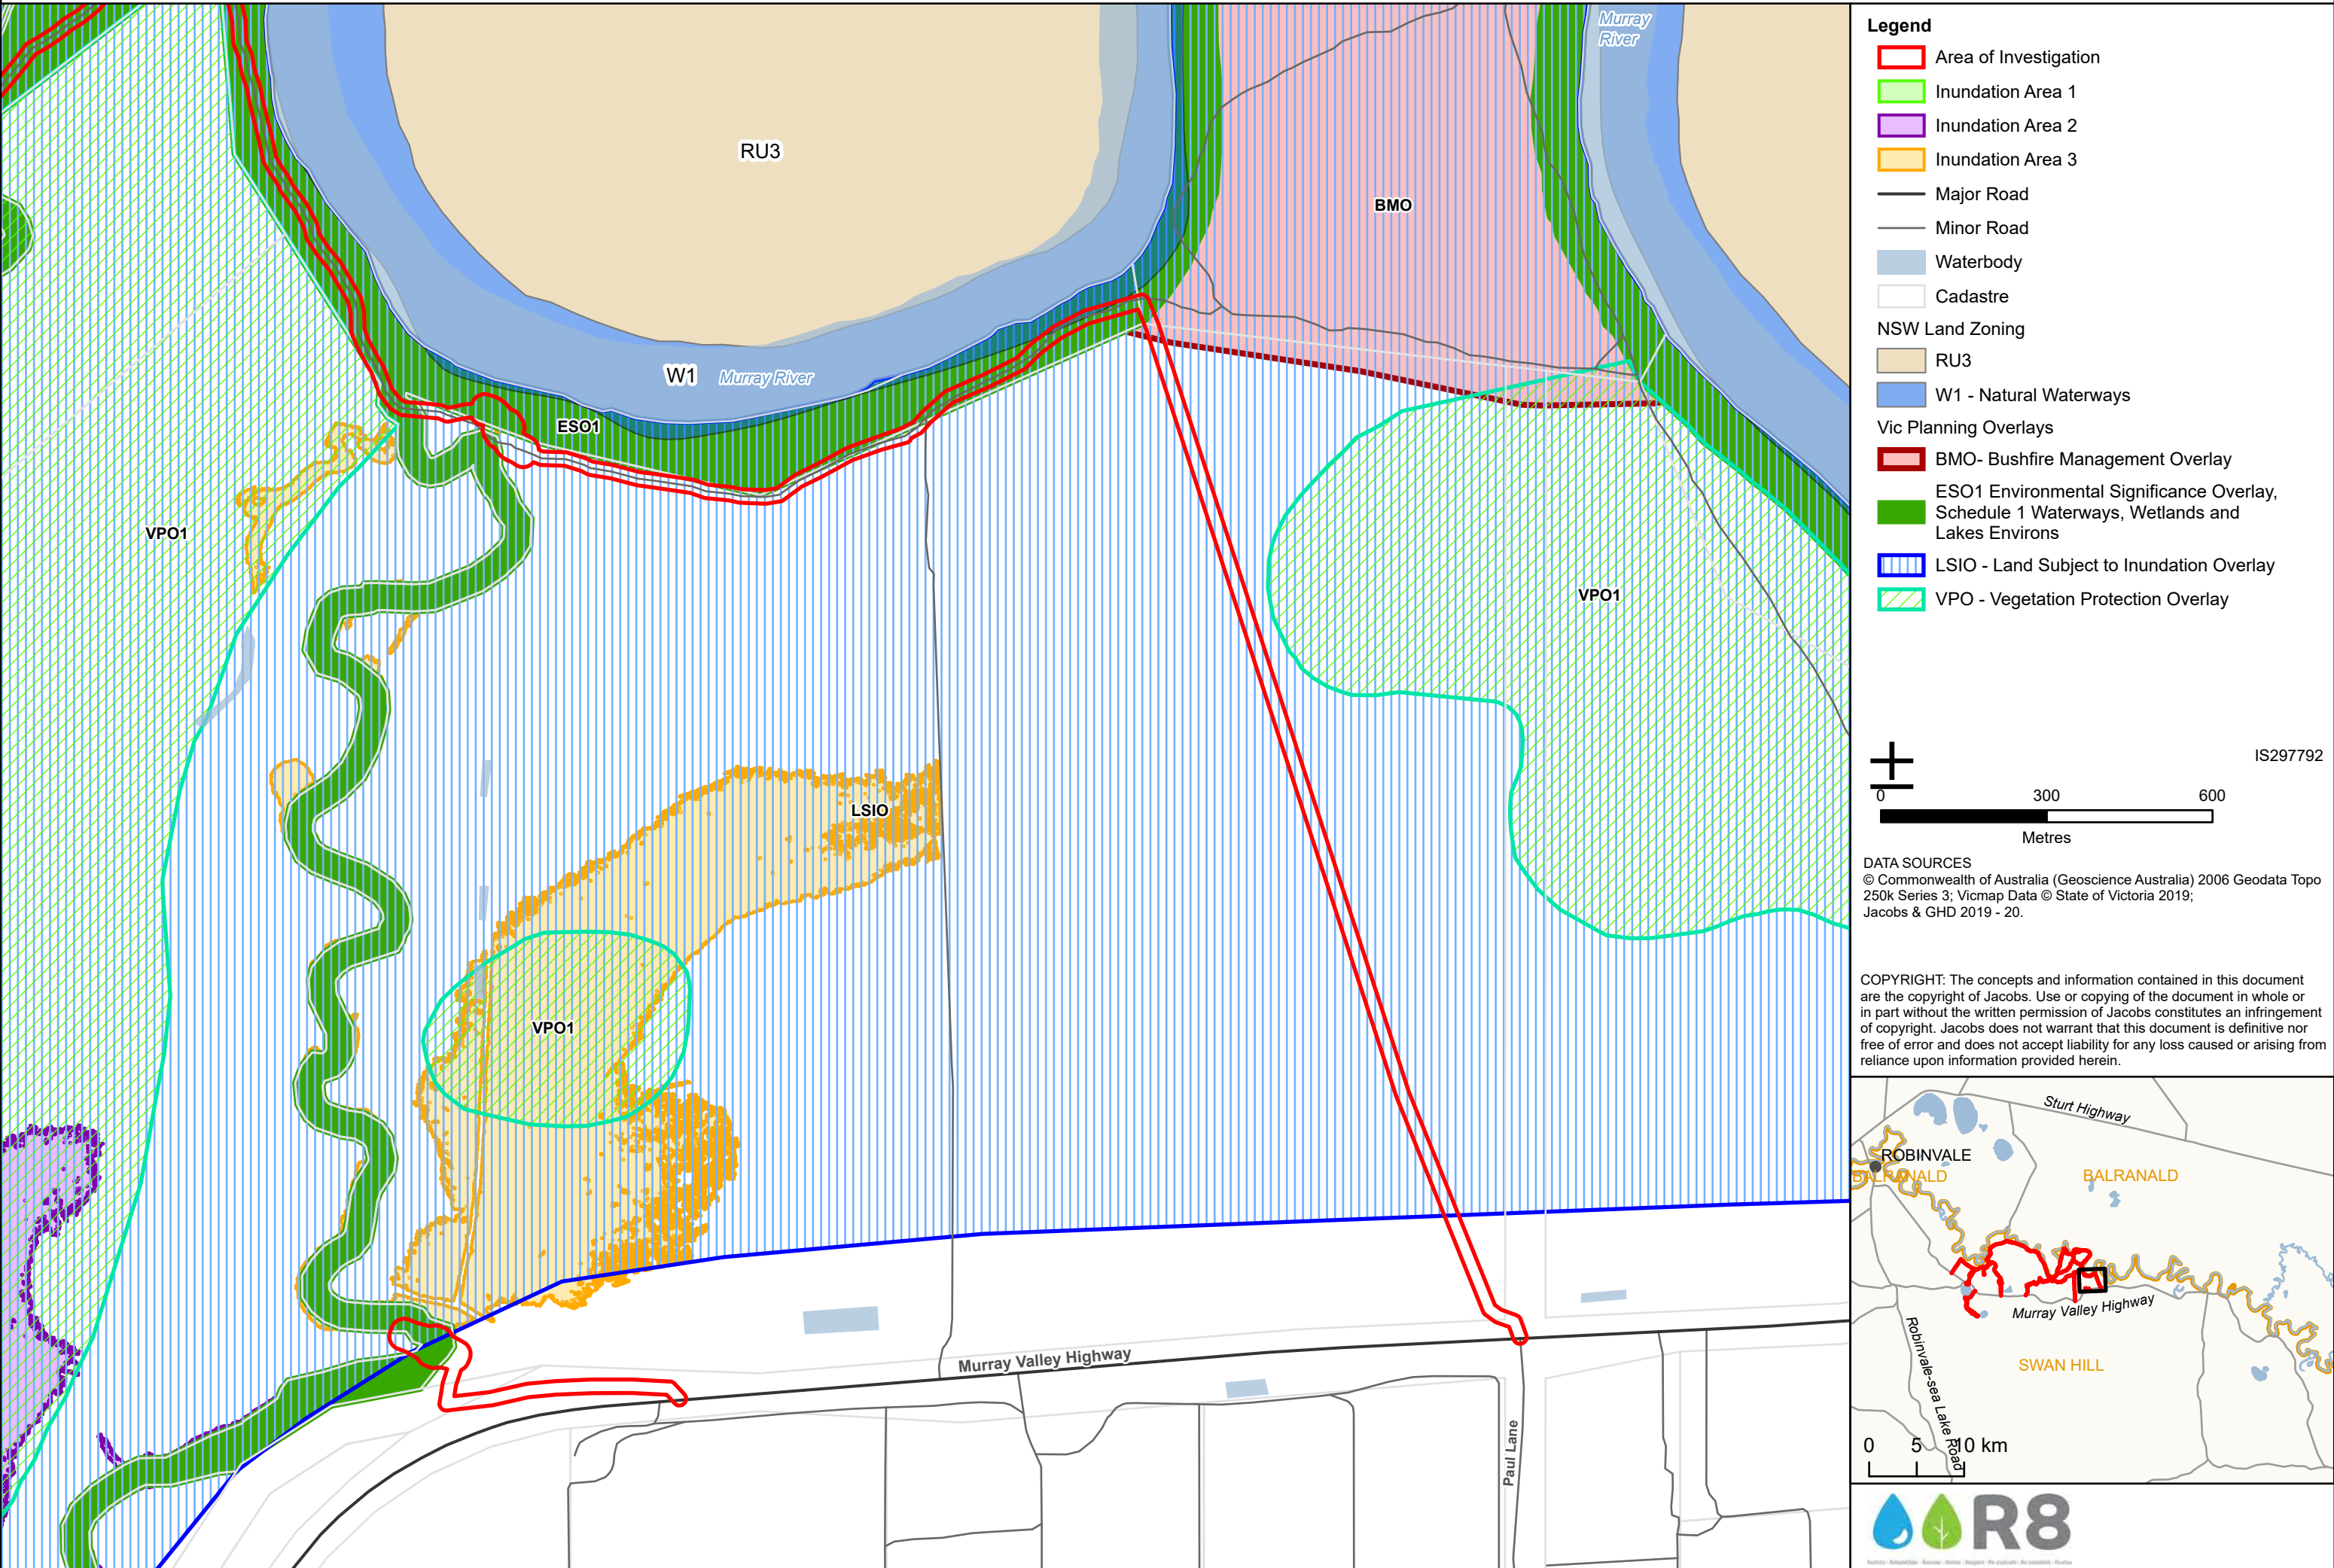 RU3
BMO
W1
Murray River
ESO1
VPO1
VPO1
LSIO
VPO1
Murray Valley Highway
Paul Lane
Murray
River
Legend
Area of Investigation
Inundation Area 1
Inundation Area 2
Inundation Area 3
Major Road
Minor Road
Waterbody
Cadastre
NSW Land Zoning
RU3
W1 - Natural Waterways
Vic Planning Overlays
BMO- Bushfire Management Overlay
ESO1 Environmental Significance Overlay,
Schedule 1 Waterways, Wetlands and
Lakes Environs
LSIO - Land Subject to Inundation Overlay
VPO - Vegetation Protection Overlay
IS297792
0 300 600
Metres
DATA SOURCES
© Commonwealth of Australia (Geoscience Australia) 2006 Geodata Topo
250k Series 3; Vicmap Data © State of Victoria 2019;
Jacobs & GHD 2019 - 20.
COPYRIGHT: The concepts and information contained in this document
are the copyright of Jacobs. Use or copying of the document in whole or
in part without the written permission of Jacobs constitutes an infringement
of copyright. Jacobs does not warrant that this document is definitive nor
free of error and does not accept liability for any loss caused or arising from
reliance upon information provided herein.
Sturt Highway
ROBINVALE
BALRANALD
BALRANALD
Murray Valley Highway
SWAN HILL
Robinvale-sea Lake Road
0 5 10 km
R8